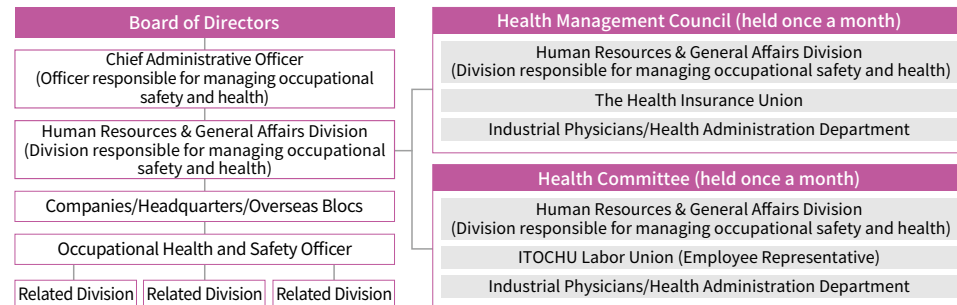 Board of Directors
Chief Administrative Officer
(Officer responsible for managing occupational
safety and health)
Human Resources & General Affairs Division
(Division responsible for managing occupational
safety and health)
Companies/Headquarters/Overseas Blocs
Occupational Health and Safety Officer
Related Division
Related Division
Related Division
Health Management Council (held once a month)
Human Resources & General Affairs Division
(Division responsible for managing occupational safety and health)
The Health Insurance Union
Industrial Physicians/Health Administration Department
Health Committee (held once a month)
Human Resources & General Affairs Division
(Division responsible for managing occupational safety and health)
ITOCHU Labor Union (Employee Representative)
Industrial Physicians/Health Administration Department